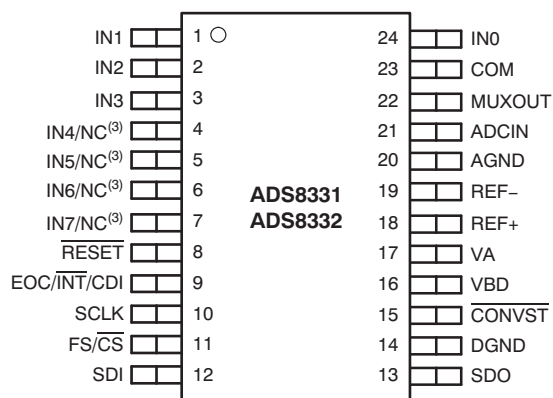 IN1 1 24 IN0
IN2 2 23 COM
IN3 3 22 MUXOUT
IN4/NC(3) 4 21 ADCIN
IN5/NC(3) 5 20 AGND
IN6/NC(3) 6 19 REF−
IN7/NC(3) 7 18 REF+
RESET 8 17 VA
EOC/INT/CDI 9 16 VBD
SCLK 10 15 CONVST
FS/CS 11 14 DGND
SDI 12 13 SDO
ADS8331
ADS8332